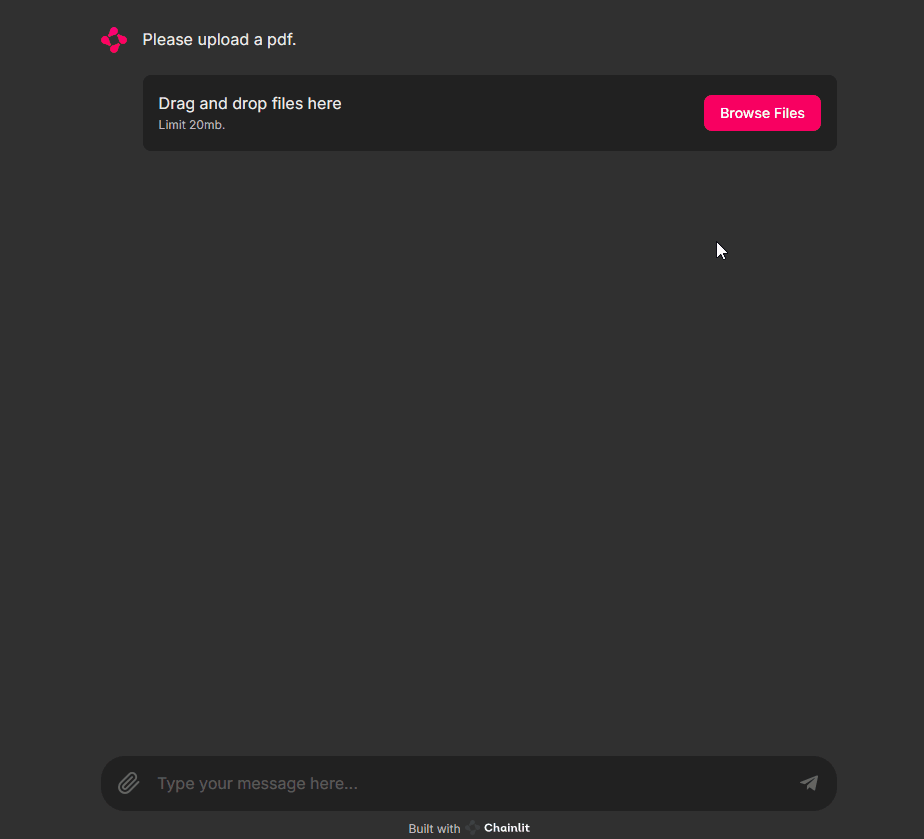 Please upload a pdf.
Drag and drop files here
Limit 20mb.
Browse Files
Type your message here...
Built with Chainlit